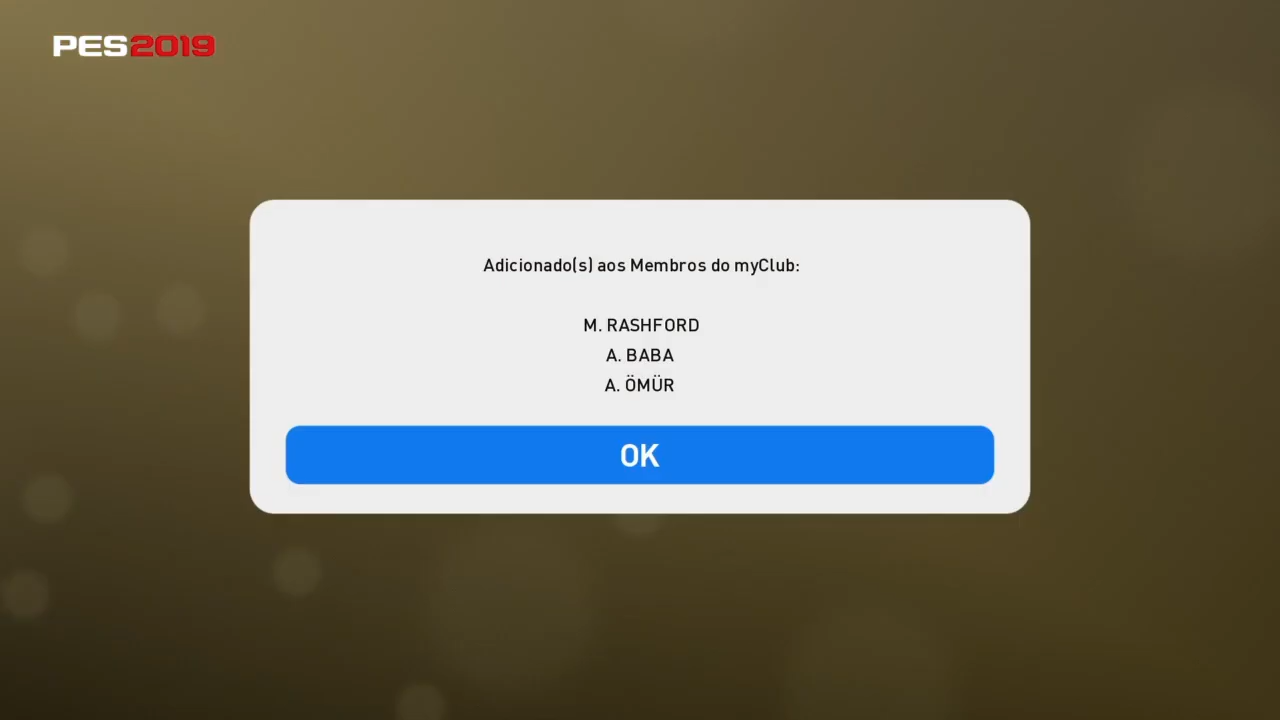 PES2019
Adicionado(s) aos Membros do myClub:
M. RASHFORD
A. BABA
A. ÖMÜR
OK